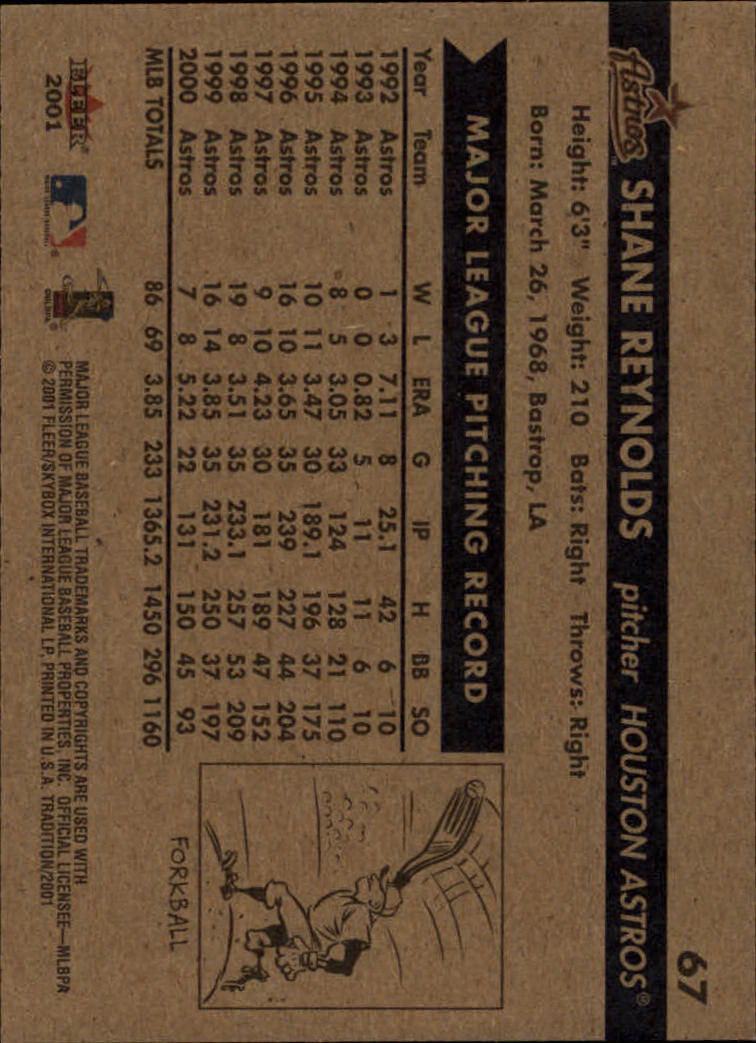 67
Astros™ SHANE REYNOLDS pitcher HOUSTON ASTROS®
Height: 6'3" Weight: 210 Bats: Right Throws: Right
Born: March 26, 1968, Bastrop, LA
MAJOR LEAGUE PITCHING RECORD
Year Team W L ERA G IP H BB SO
1992 Astros 1 3 7.11 8 25.1 42 6 10
1993 Astros 0 0 0.82 5 11 11 6 10
1994 Astros 8 5 3.05 33 124 128 21 110
1995 Astros 10 11 3.47 30 189.1 196 37 175
1996 Astros 16 10 3.65 35 239 227 44 204
1997 Astros 9 10 4.23 30 181 189 47 152
1998 Astros 19 8 3.51 35 233.1 257 53 209
1999 Astros 16 14 3.85 35 231.2 250 37 197
2000 Astros 7 8 5.22 22 131 150 45 93
MLB TOTALS 86 69 3.85 233 1365.2 1450 296 1160
FORKBALL
FLEER®
2001
MAJOR LEAGUE BASEBALL TRADEMARKS AND COPYRIGHTS ARE USED WITH
PERMISSION OF MAJOR LEAGUE BASEBALL PROPERTIES, INC. OFFICIAL LICENSEE—MLBPA
© 2001 FLEER/SKYBOX INTERNATIONAL LP, PRINTED IN U.S.A. TRADITION/2001